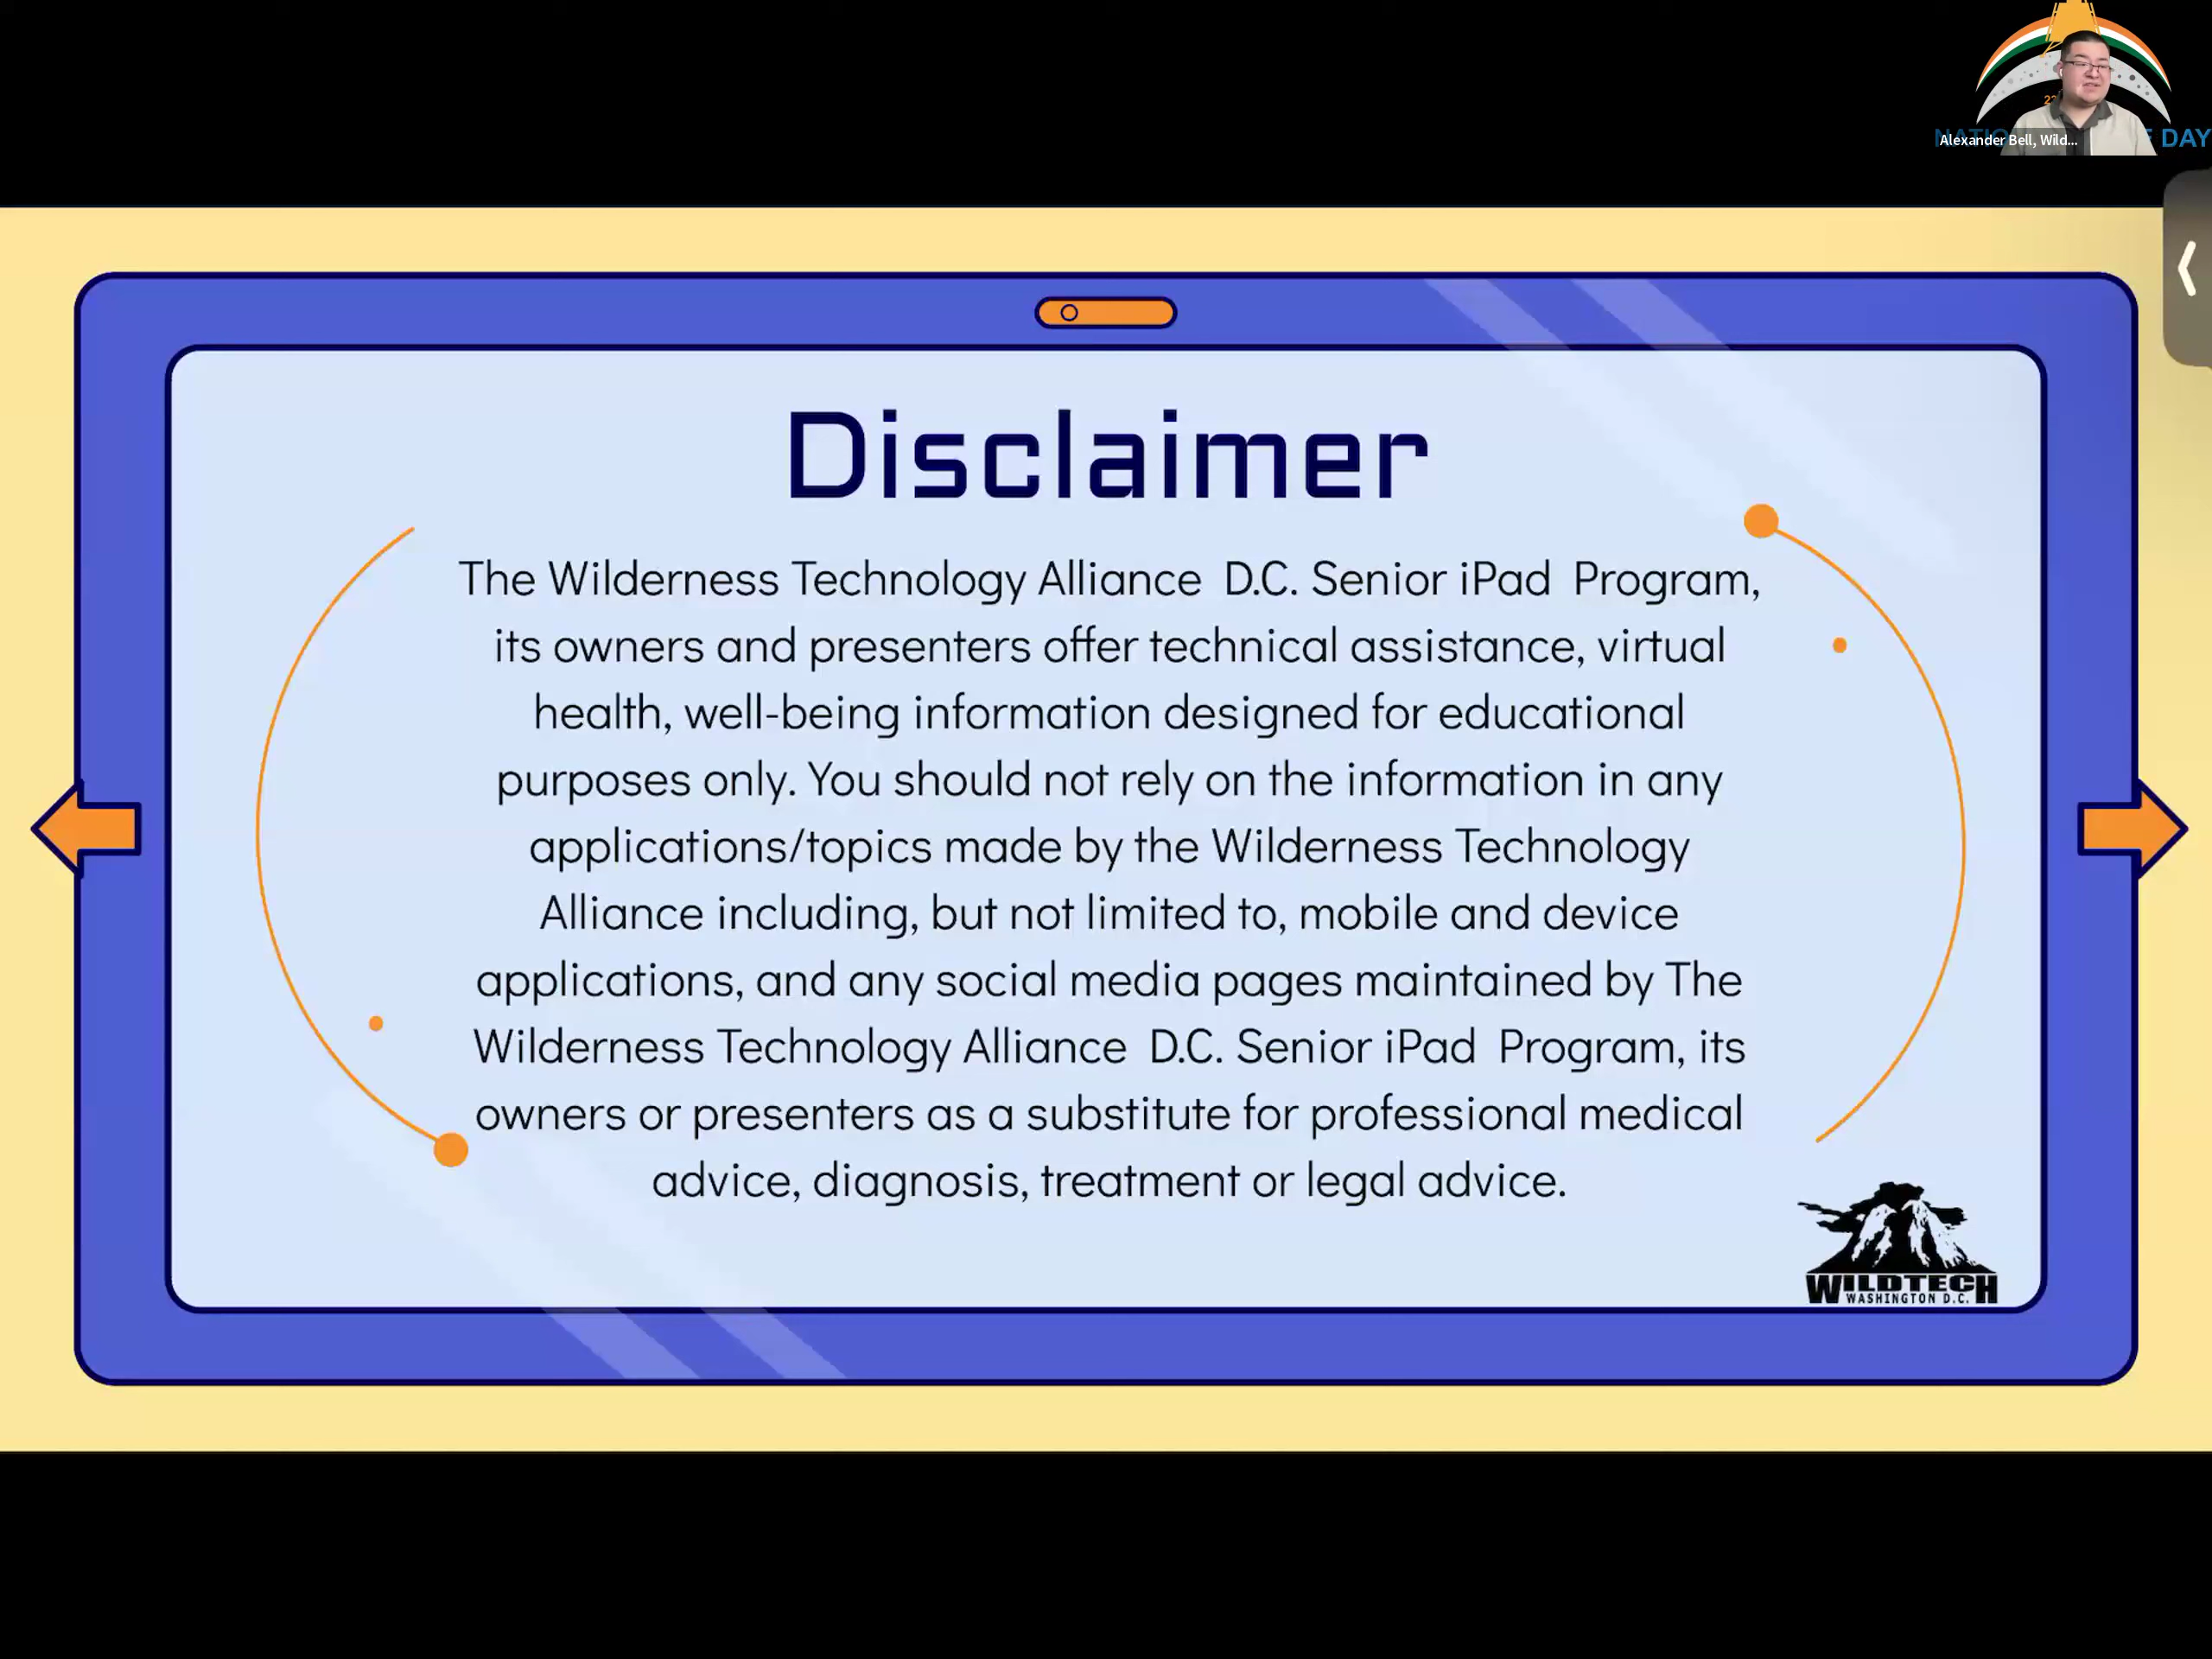 DAY
Alexander Bell, Wild...
Disclaimer
The Wilderness Technology Alliance D.C. Senior iPad Program,
its owners and presenters offer technical assistance, virtual
health, well-being information designed for educational
purposes only. You should not rely on the information in any
applications/topics made by the Wilderness Technology
Alliance including, but not limited to, mobile and device
applications, and any social media pages maintained by The
Wilderness Technology Alliance D.C. Senior iPad Program, its
owners or presenters as a substitute for professional medical
advice, diagnosis, treatment or legal advice.
WILDTECH
WASHINGTON D.C.